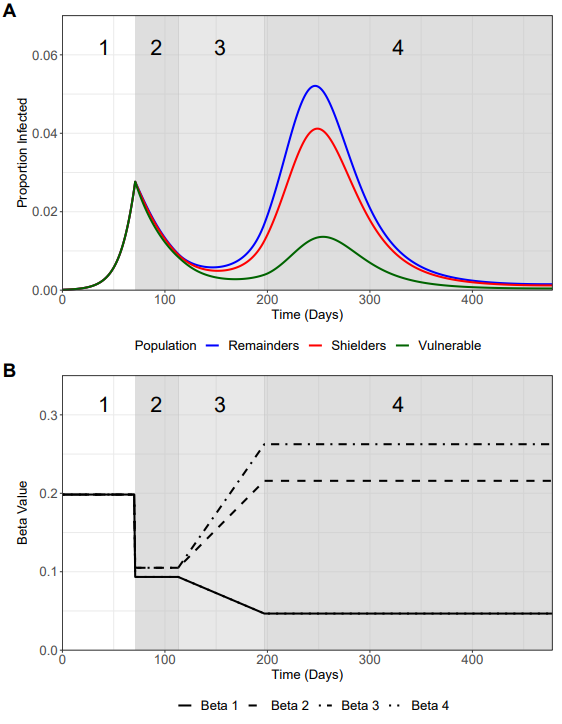 A
1 2 3 4
0.06
0.04
0.02
0.00
Proportion Infected
0 100 200 300 400
Time (Days)
Population Remainders Shielders Vulnerable
B
1 2 3 4
0.3
0.2
0.1
0.0
Beta Value
0 100 200 300 400
Time (Days)
Beta 1 Beta 2 Beta 3 Beta 4